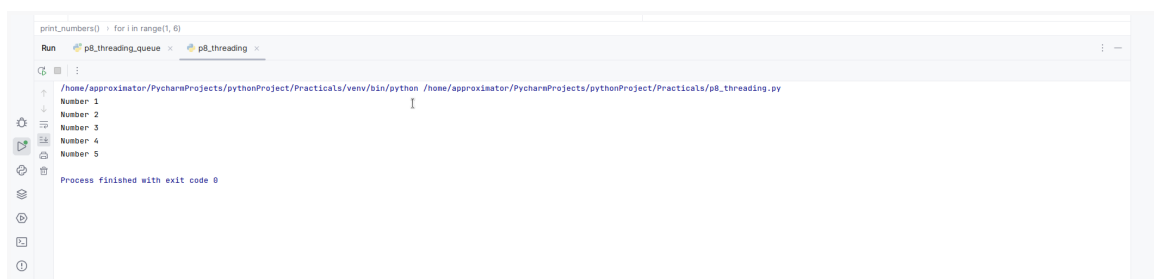 print_numbers() › for i in range(1, 6)
Run p8_threading_queue × p8_threading ×
/home/approximator/PycharmProjects/pythonProject/Practicals/venv/bin/python /home/approximator/PycharmProjects/pythonProject/Practicals/p8_threading.py
Number 1
Number 2
Number 3
Number 4
Number 5
Process finished with exit code 0